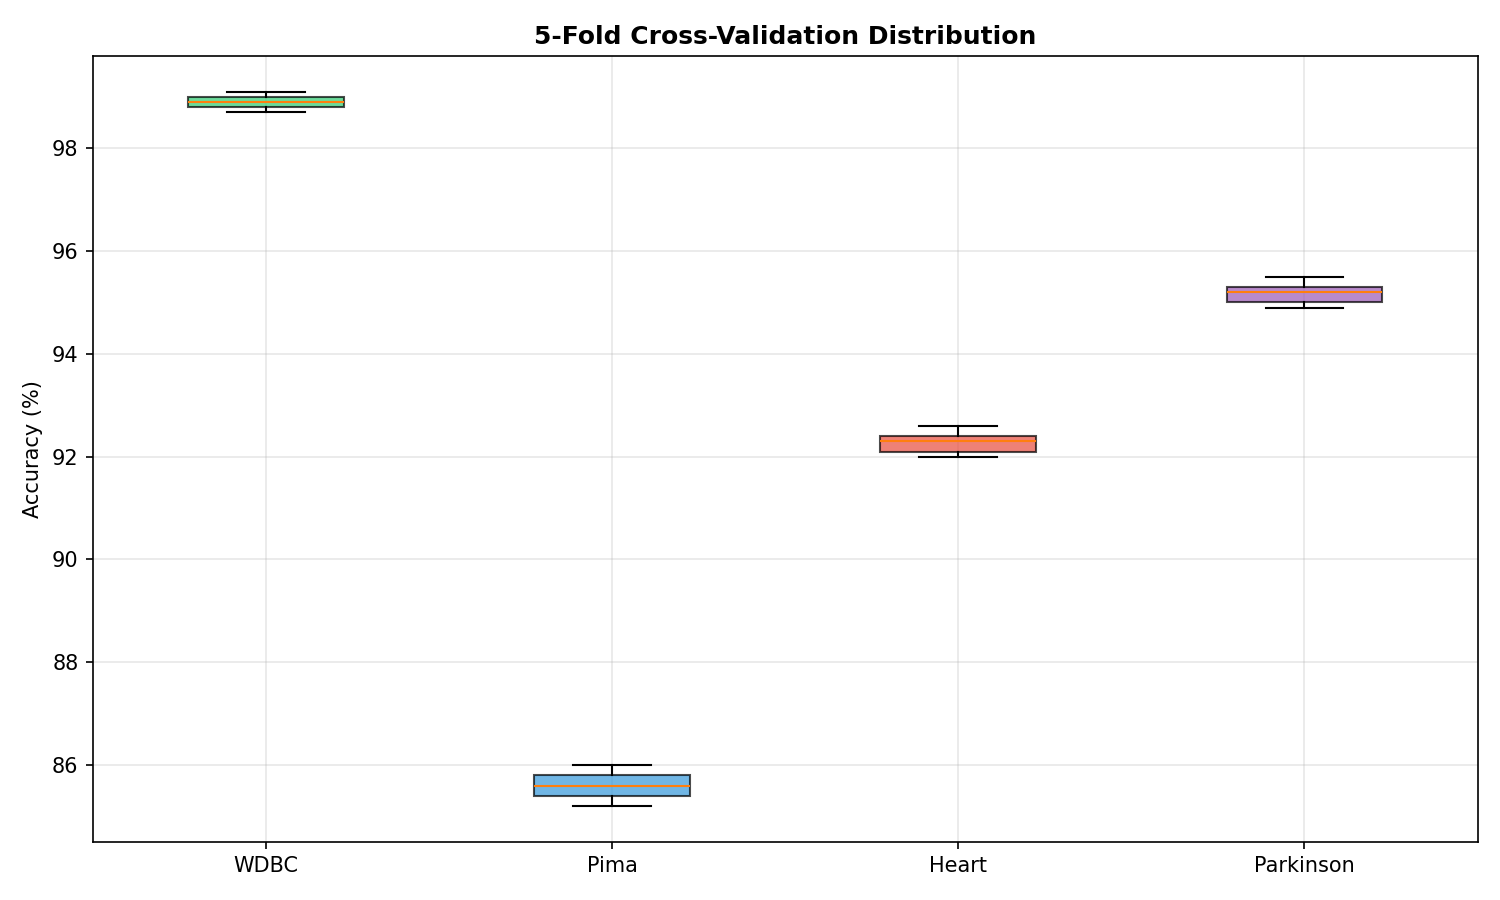 5-Fold Cross-Validation Distribution
Accuracy (%)
98
96
94
92
90
88
86
WDBC Pima Heart Parkinson